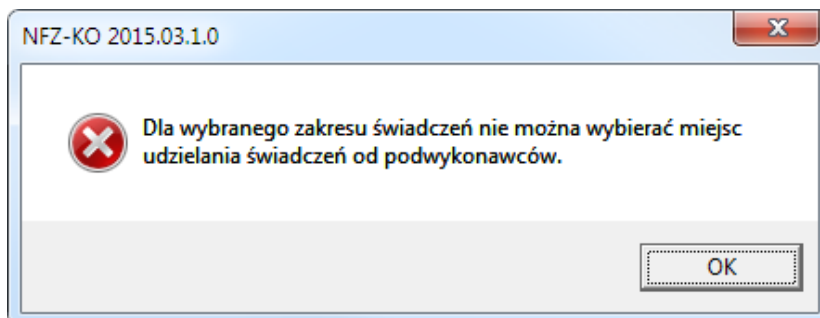 NFZ-KO 2015.03.1.0
Dla wybranego zakresu świadczeń nie można wybierać miejsc
udzielania świadczeń od podwykonawców.
OK